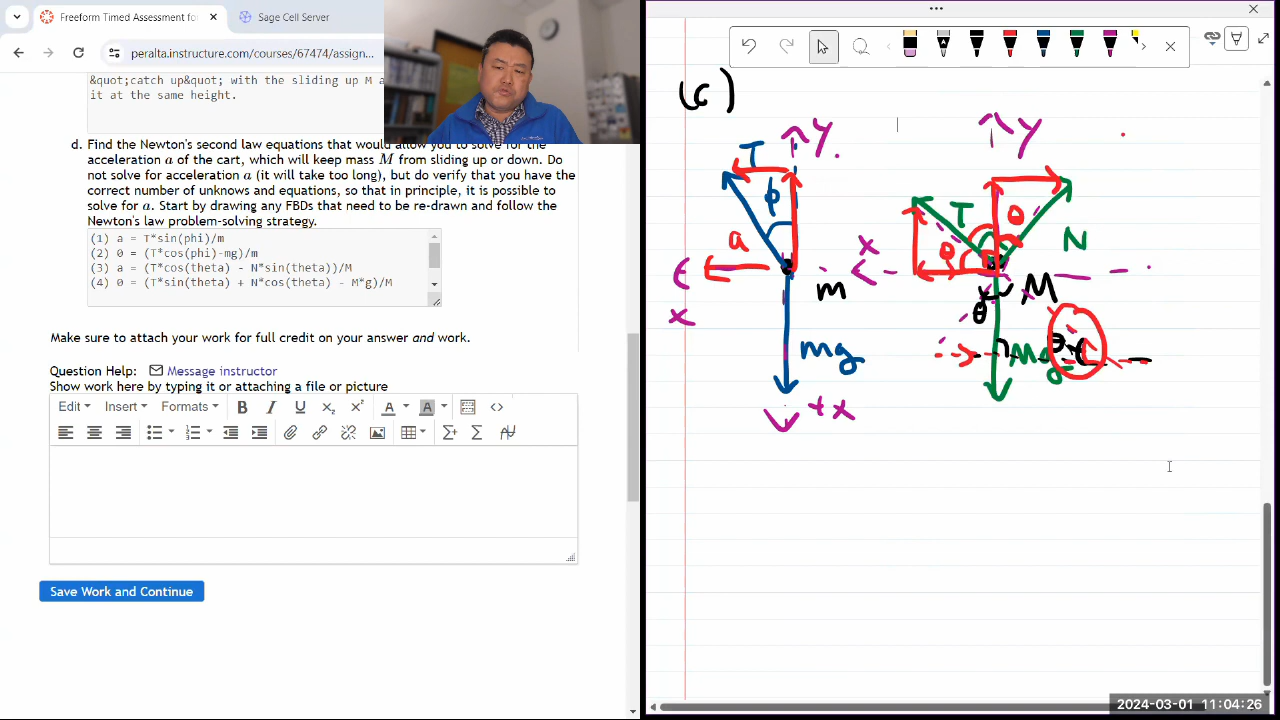 Freeform Timed Assessment for
Sage Cell Server
peralta.instructure.com/courses/
4/assign
&quot;catch up&quot; with the sliding up M a
it at the same height.
d. Find the Newton's second law equations that would allow you to solve for the
acceleration a of the cart, which will keep mass M from sliding up or down. Do
not solve for acceleration a (it will take too long), but do verify that you have the
correct number of unknows and equations, so that in principle, it is possible to
solve for a. Start by drawing any FBDs that need to be re-drawn and follow the
Newton's law problem solving strategy.
(1) a = T*sin(phi)/m
(2) 0 = (T*cos(phi)-mg)/m
(3) a = (T*cos(theta) - N*sin(theta))/M
(4) 0 = (T*sin(theta) + N*cos(theta) - M*g)/M
Make sure to attach your work for full credit on your answer and work.
Question Help: Message instructor
Show work here by typing it or attaching a file or picture
Edit Insert Formats B I U X₂ X² A A <>
Save Work and Continue
(c)
y
y
T
ϕ
T
θ
N
a
x
θ
x
m
M
θ
mg
Mg
+x
2024-03-01 11:04:26